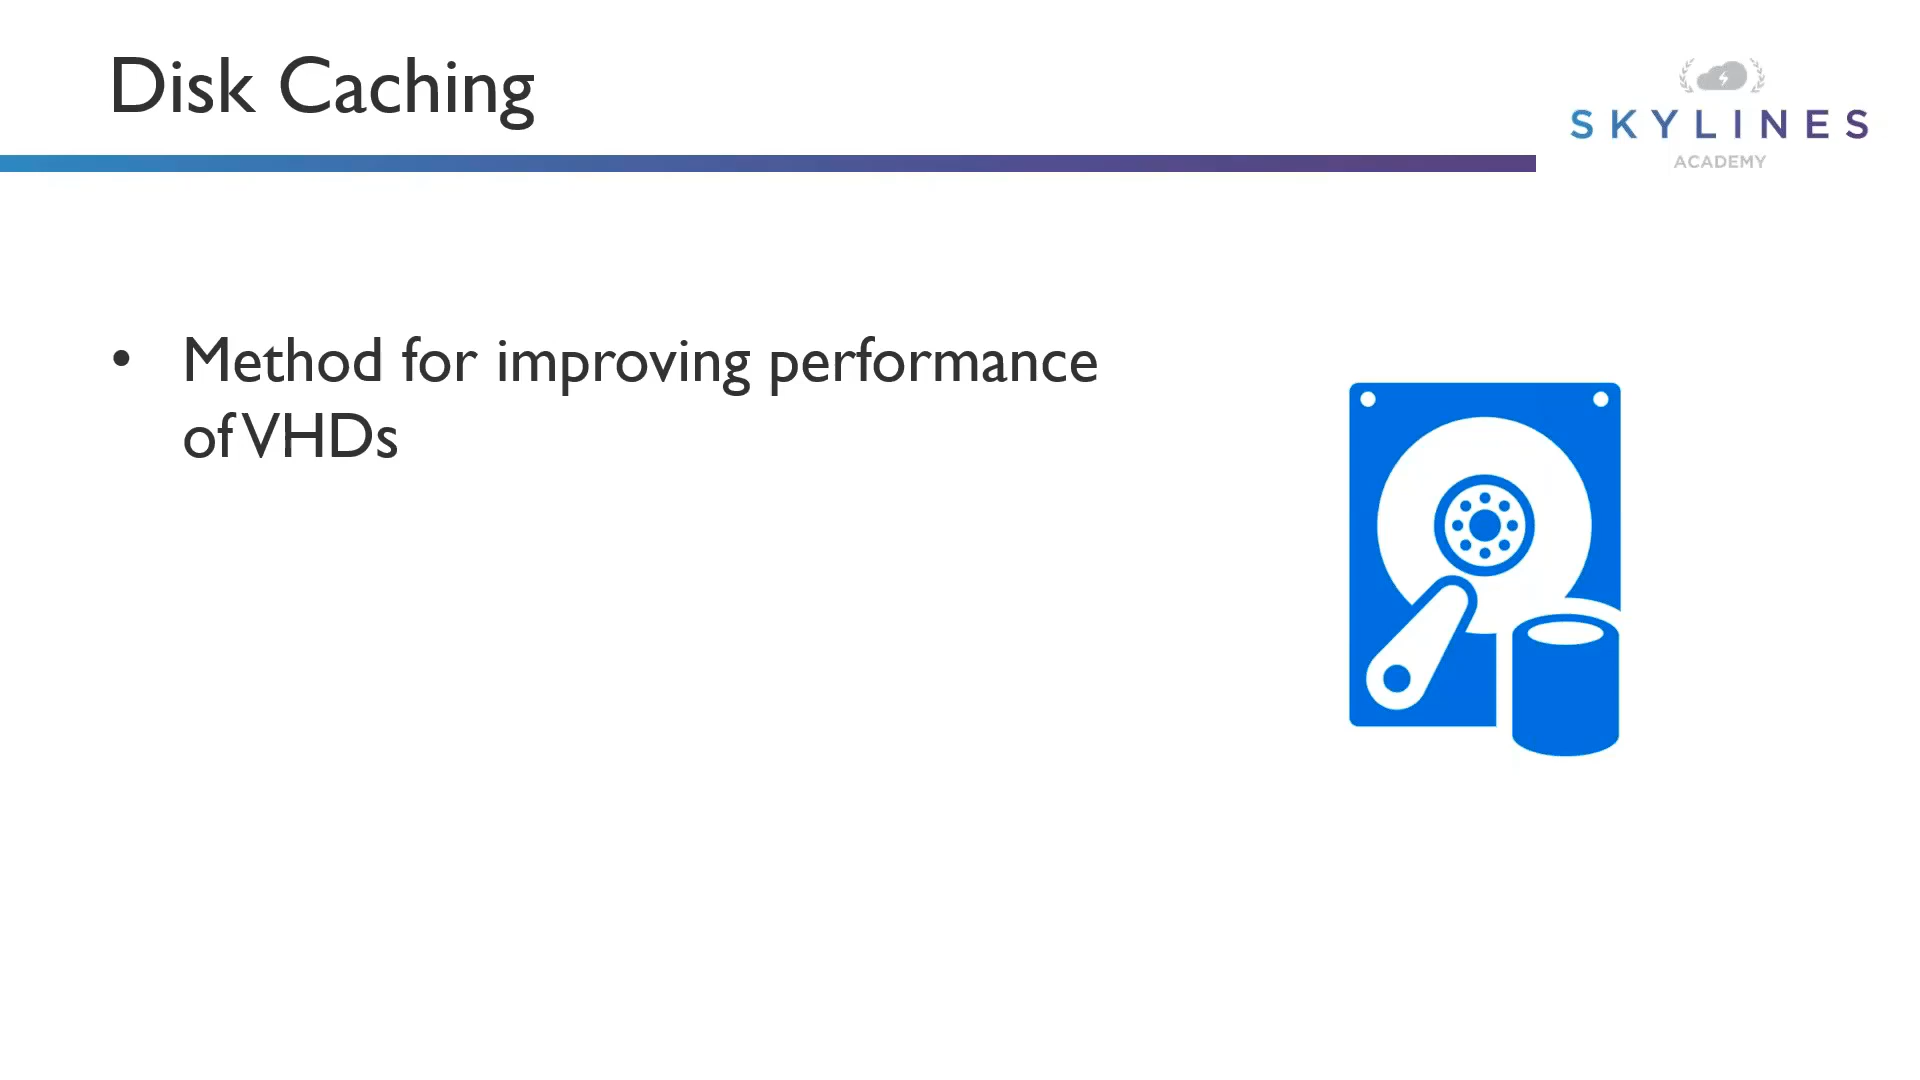 Disk Caching
SKYLINES
ACADEMY
• Method for improving performance
of VHDs